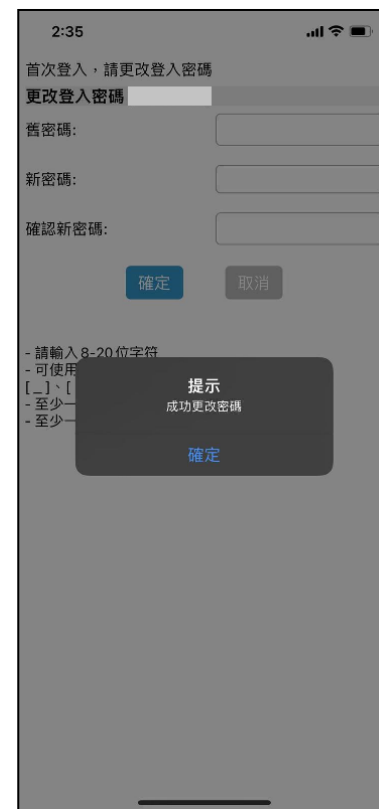 2:35
首次登入，請更改登入密碼
更改登入密碼
舊密碼:
新密碼:
確認新密碼:
確定 取消
- 請輸入8-20位字符
- 可使用
[_]、[
- 至少一
- 至少一
提示
成功更改密碼
確定